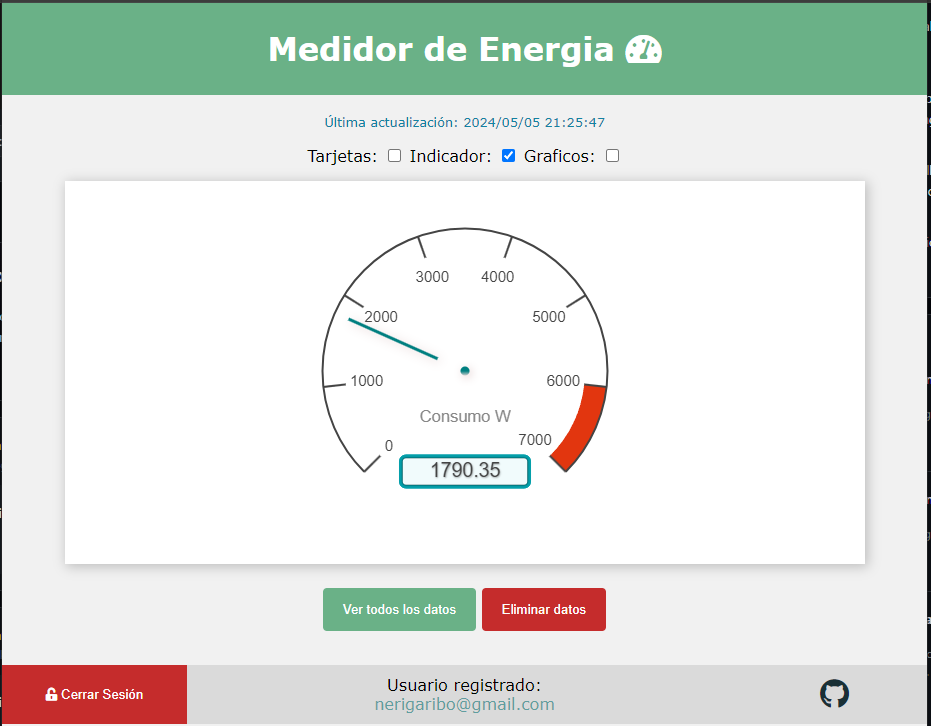 Medidor de Energia
Última actualización: 2024/05/05 21:25:47
Tarjetas: Indicador: Graficos:
3000 4000
2000 5000
1000 6000
Consumo W
0 7000
1790.35
Ver todos los datos Eliminar datos
Cerrar Sesión
Usuario registrado:
nerigaribo@gmail.com